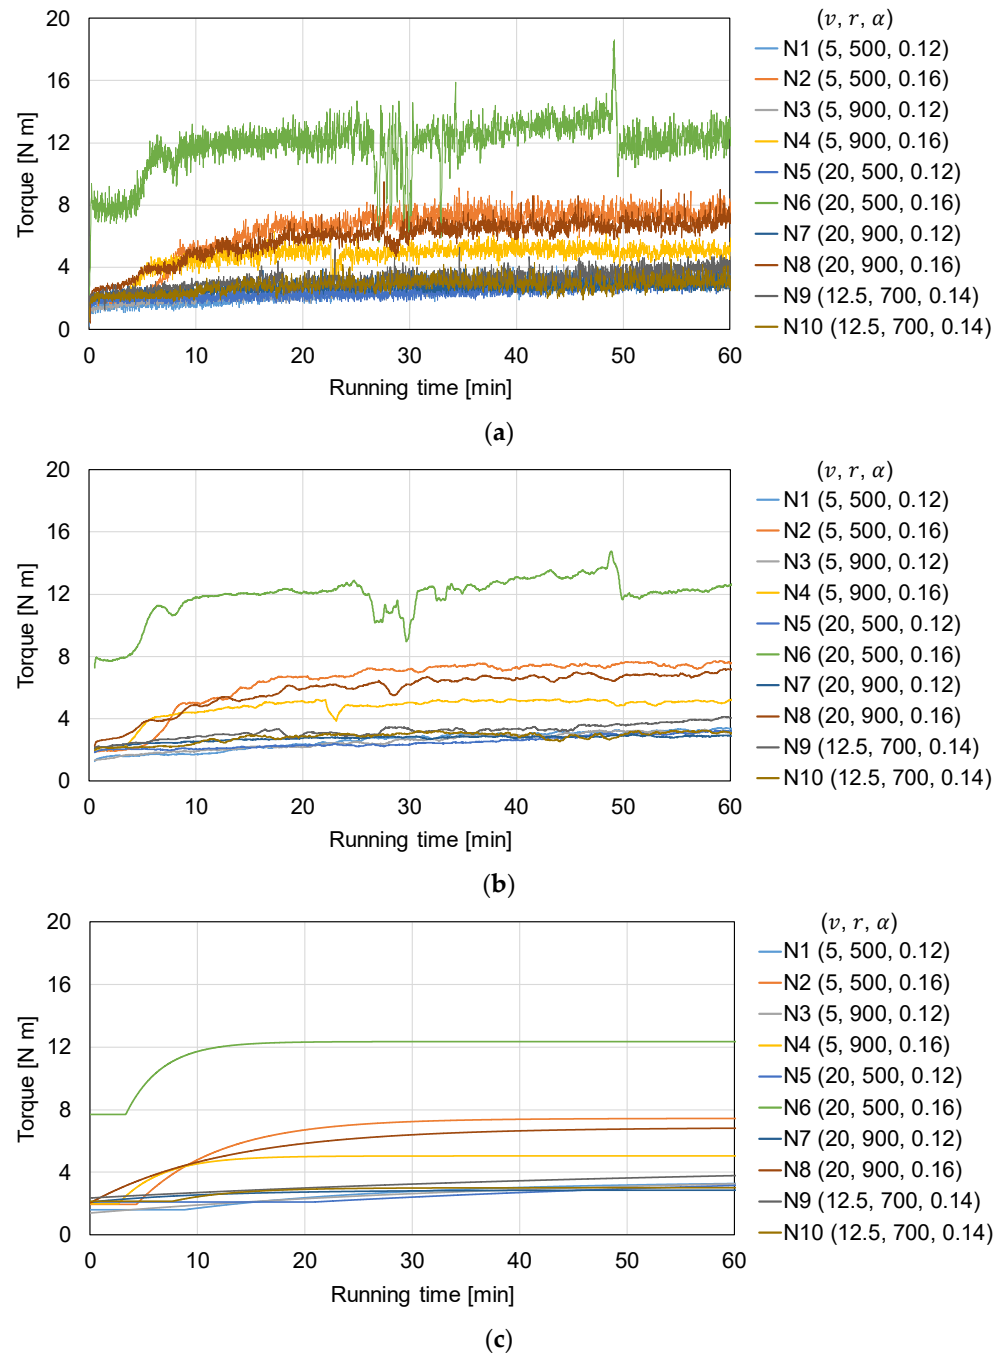 (v, r, α)
20
16
12
8
4
0
Torque [N m]
0 10 20 30 40 50 60
Running time [min]
N1 (5, 500, 0.12)
N2 (5, 500, 0.16)
N3 (5, 900, 0.12)
N4 (5, 900, 0.16)
N5 (20, 500, 0.12)
N6 (20, 500, 0.16)
N7 (20, 900, 0.12)
N8 (20, 900, 0.16)
N9 (12.5, 700, 0.14)
N10 (12.5, 700, 0.14)
(a)
(v, r, α)
20
16
12
8
4
0
Torque [N m]
0 10 20 30 40 50 60
Running time [min]
N1 (5, 500, 0.12)
N2 (5, 500, 0.16)
N3 (5, 900, 0.12)
N4 (5, 900, 0.16)
N5 (20, 500, 0.12)
N6 (20, 500, 0.16)
N7 (20, 900, 0.12)
N8 (20, 900, 0.16)
N9 (12.5, 700, 0.14)
N10 (12.5, 700, 0.14)
(b)
(v, r, α)
20
16
12
8
4
0
Torque [N m]
0 10 20 30 40 50 60
Running time [min]
N1 (5, 500, 0.12)
N2 (5, 500, 0.16)
N3 (5, 900, 0.12)
N4 (5, 900, 0.16)
N5 (20, 500, 0.12)
N6 (20, 500, 0.16)
N7 (20, 900, 0.12)
N8 (20, 900, 0.16)
N9 (12.5, 700, 0.14)
N10 (12.5, 700, 0.14)
(c)